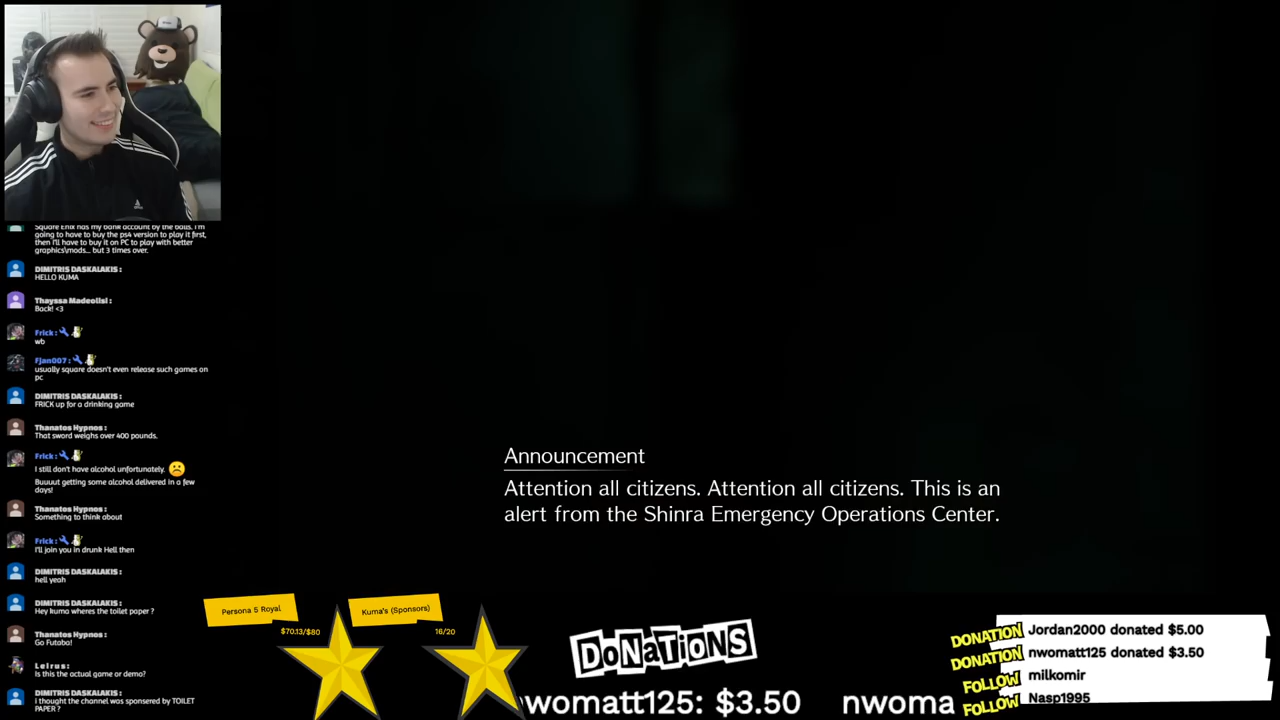 Square Enix has my bank account by the balls. I'm
going to have to buy the ps4 version to play it first,
then I'll have to buy it on PC to play with better
graphics\mods... but 3 times over.
DIMITRIS DASKALAKIS :
HELLO KUMA
Thayssa Madeollsi :
Back! <3
Frick :
wb
Fjan007 :
usually square doesn't even release such games on
pc
DIMITRIS DASKALAKIS :
FRICK up for a drinking game
Thanatos Hypnos :
That sword weighs over 400 pounds.
Frick :
I still don't have alcohol unfortunately.
Buuuut getting some alcohol delivered in a few
days!
Thanatos Hypnos :
Something to think about
Frick :
I'll join you in drunk Hell then
DIMITRIS DASKALAKIS :
hell yeah
DIMITRIS DASKALAKIS :
Hey kuma wheres the toilet paper ?
Thanatos Hypnos :
Go Futaba!
Leirus :
Is this the actual game or demo?
DIMITRIS DASKALAKIS :
I thought the channel was sponsered by TOILET
PAPER ?
Announcement
Attention all citizens. Attention all citizens. This is an
alert from the Shinra Emergency Operations Center.
Persona 5 Royal
$70.13/$80
Kuma's (Sponsors)
16/20
DoNaTiONS
nwomatt125: $3.50 nwoma
DONATION Jordan2000 donated $5.00
DONATION nwomatt125 donated $3.50
FOLLOW milkomir
FOLLOW Nasp1995